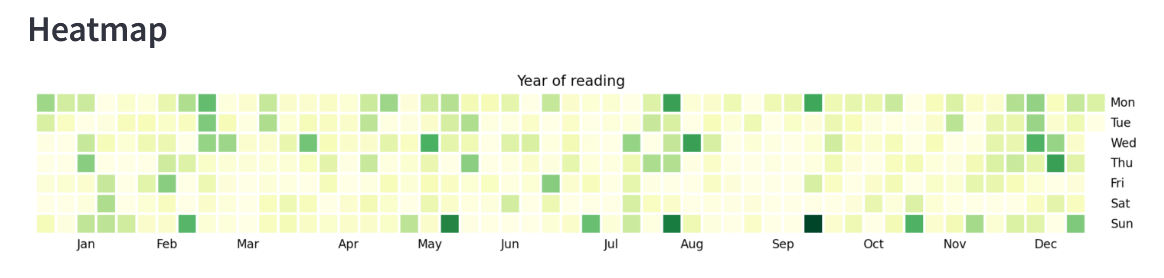 Heatmap
Year of reading
Mon
Tue
Wed
Thu
Fri
Sat
Sun
Jan Feb Mar Apr May Jun Jul Aug Sep Oct Nov Dec